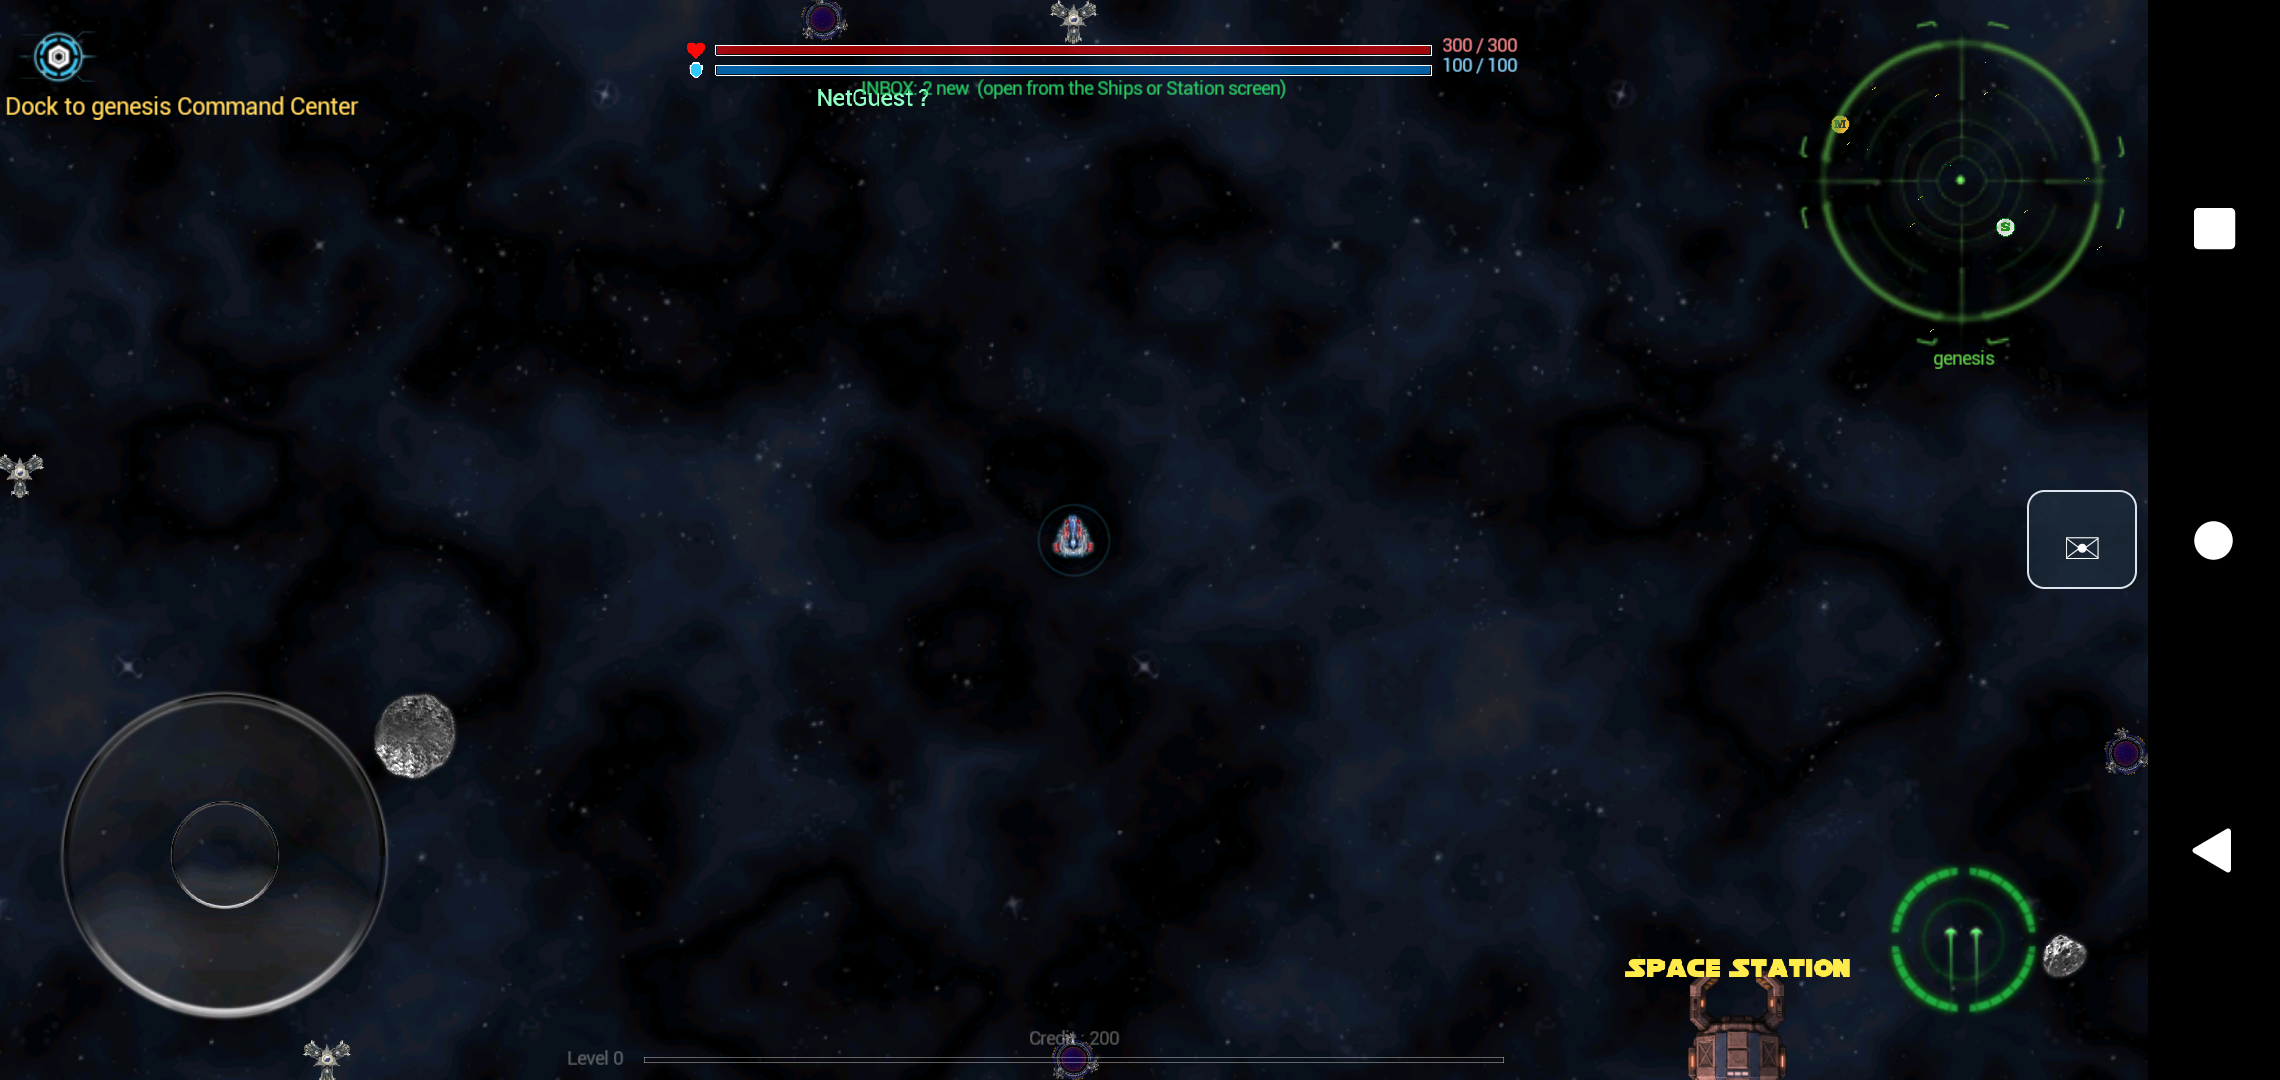 300 / 300
100 / 100
INBOX: 2 new (open from the Ships or Station screen)
NetGuest ?
Dock to genesis Command Center
M
S
genesis
SPACE STATION
Credit : 200
Level 0